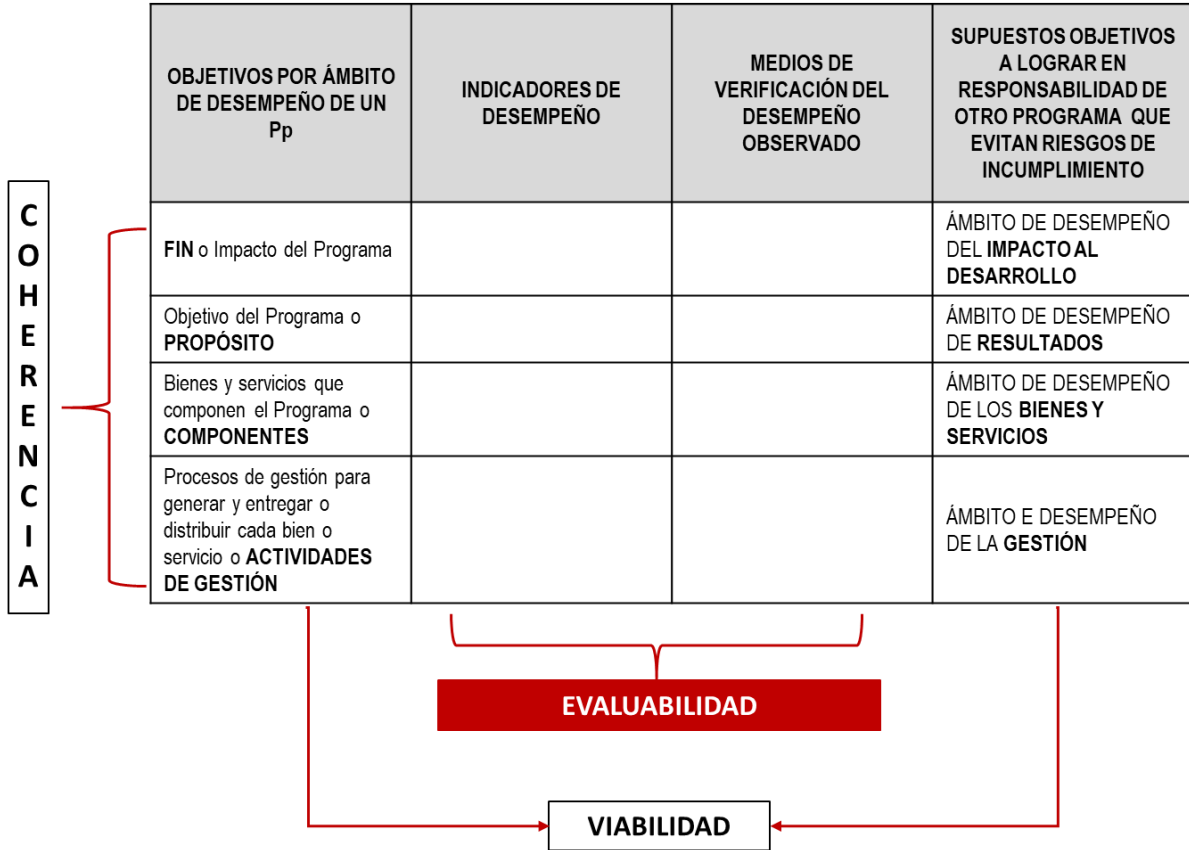 OBJETIVOS POR ÁMBITO
DE DESEMPEÑO DE UN
Pp
INDICADORES DE
DESEMPEÑO
MEDIOS DE
VERIFICACIÓN DEL
DESEMPEÑO
OBSERVADO
SUPUESTOS OBJETIVOS
A LOGRAR EN
RESPONSABILIDAD DE
OTRO PROGRAMA QUE
EVITAN RIESGOS DE
INCUMPLIMIENTO
C
O
H
E
R
E
N
C
I
A
FIN o Impacto del Programa
ÁMBITO DE DESEMPEÑO
DEL IMPACTO AL
DESARROLLO
Objetivo del Programa o
PROPÓSITO
ÁMBITO DE DESEMPEÑO
DE RESULTADOS
Bienes y servicios que
componen el Programa o
COMPONENTES
ÁMBITO DE DESEMPEÑO
DE LOS BIENES Y
SERVICIOS
Procesos de gestión para
generar y entregar o
distribuir cada bien o
servicio o ACTIVIDADES
DE GESTIÓN
ÁMBITO E DESEMPEÑO
DE LA GESTIÓN
EVALUABILIDAD
VIABILIDAD